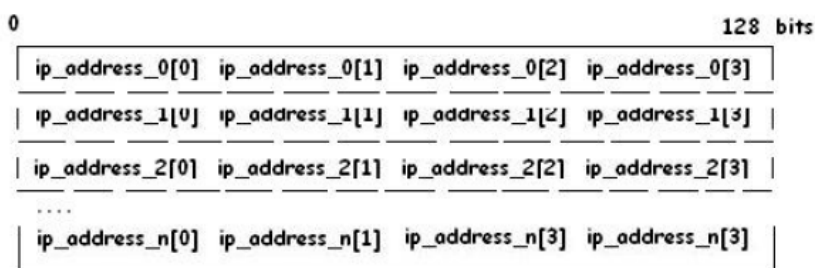 0 128 bits
ip_address_0[0] ip_address_0[1] ip_address_0[2] ip_address_0[3]
ip_address_1[0] ip_address_1[1] ip_address_1[2] ip_address_1[3]
ip_address_2[0] ip_address_2[1] ip_address_2[2] ip_address_2[3]
....
ip_address_n[0] ip_address_n[1] ip_address_n[3] ip_address_n[3]